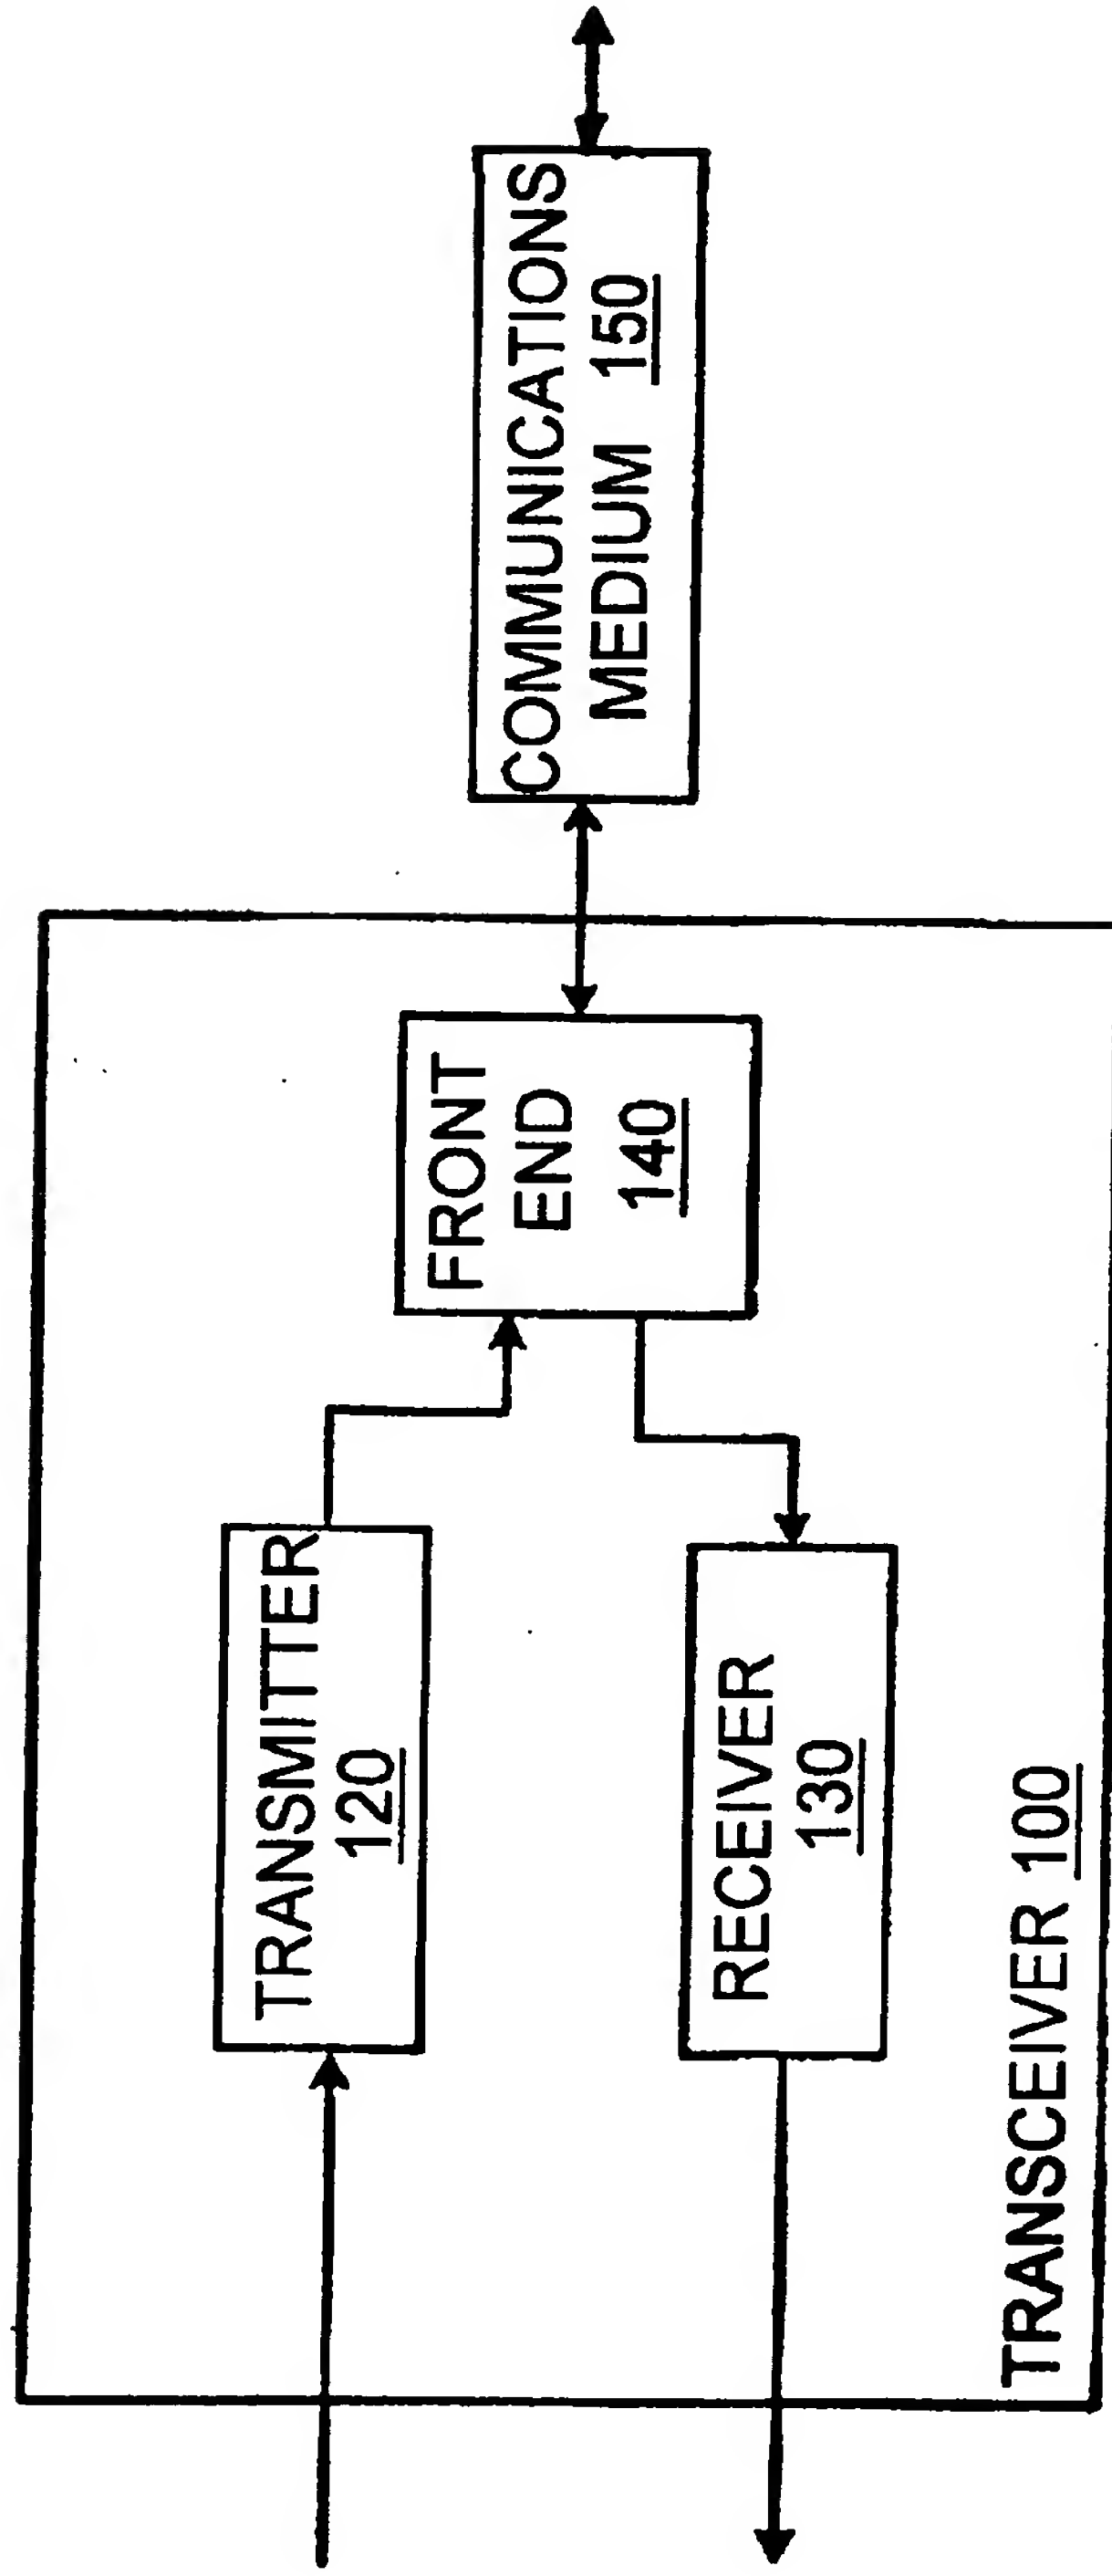 TRANSMITTER
120
RECEIVER
130
TRANSCEIVER 100
FRONT
END
140
COMMUNICATIONS
MEDIUM 150